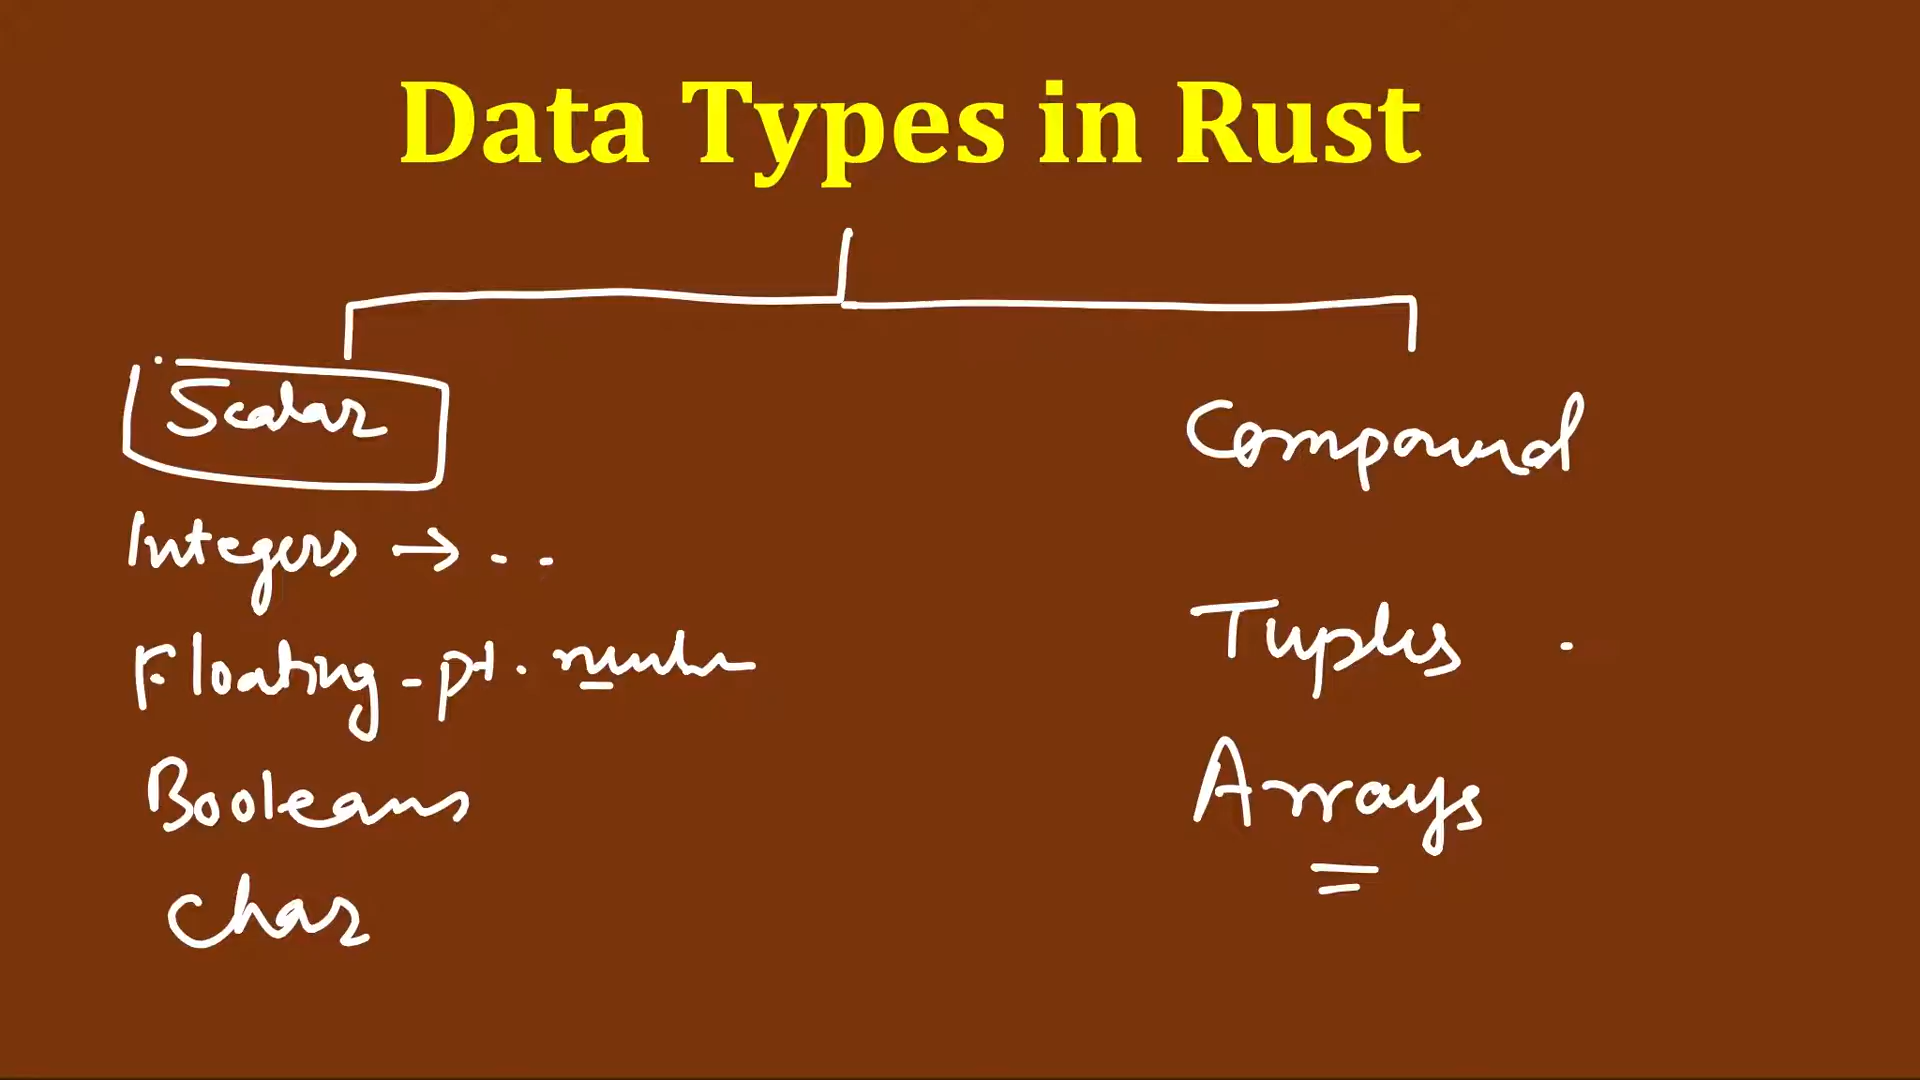 Data Types in Rust
Scalar
Compound
Integers → . .
Floating-pt. number
Tuples
Booleans
Arrays
Char